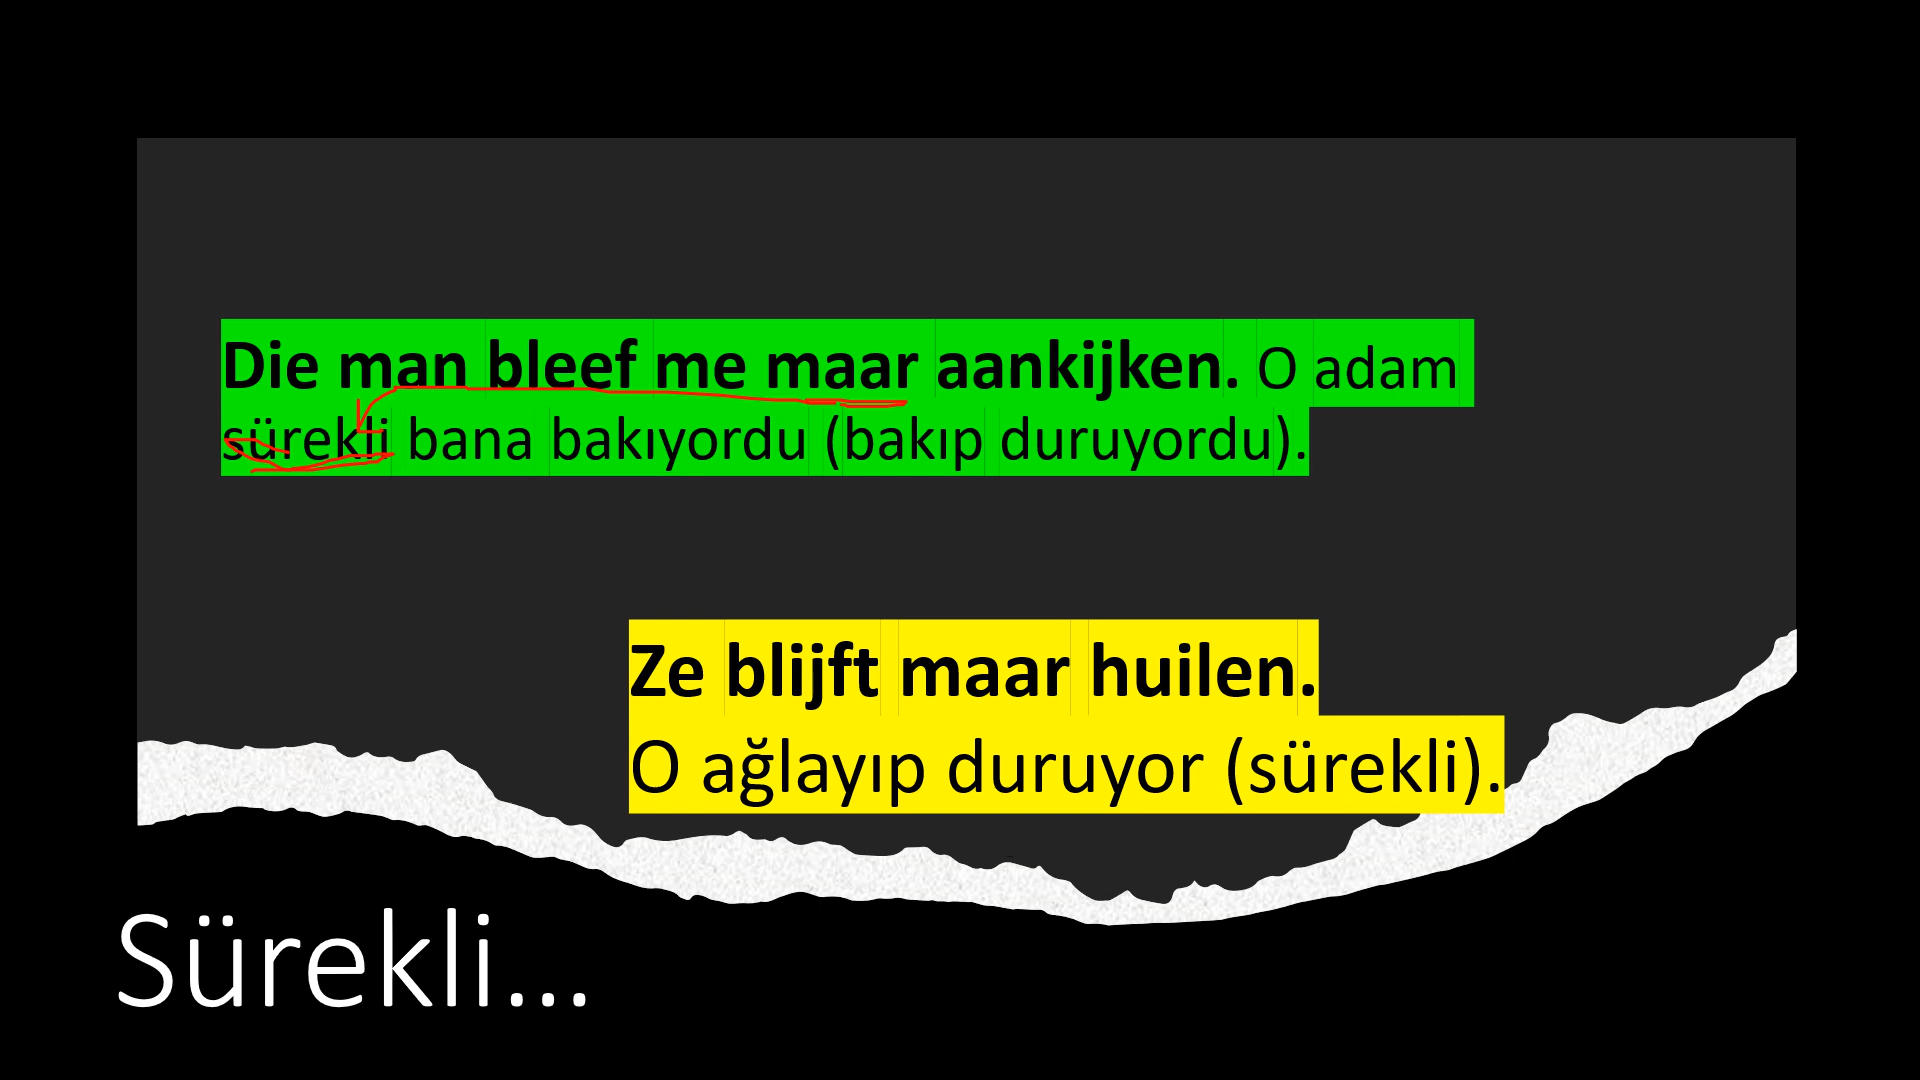 Die man bleef me maar aankijken. O adam
sürekli bana bakıyordu (bakıp duruyordu).
Ze blijft maar huilen.
O ağlayıp duruyor (sürekli).
Sürekli...